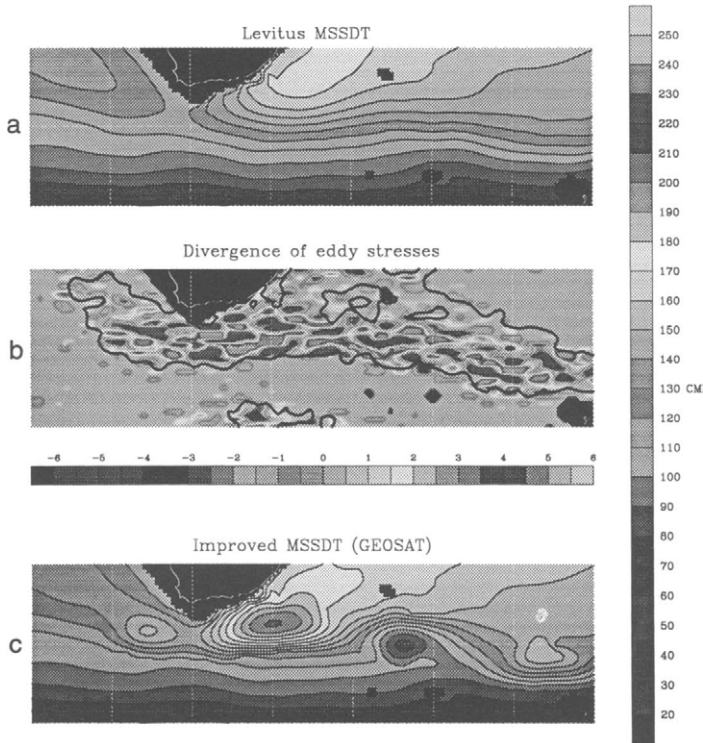 Levitus MSSDT
a
Divergence of eddy stresses
b
-6 -5 -4 -3 -2 -1 0 1 2 3 4 5 6
Improved MSSDT (GEOSAT)
c
250
240
230
220
210
200
190
180
170
160
150
140
130 CM
120
110
100
90
80
70
60
50
40
30
20